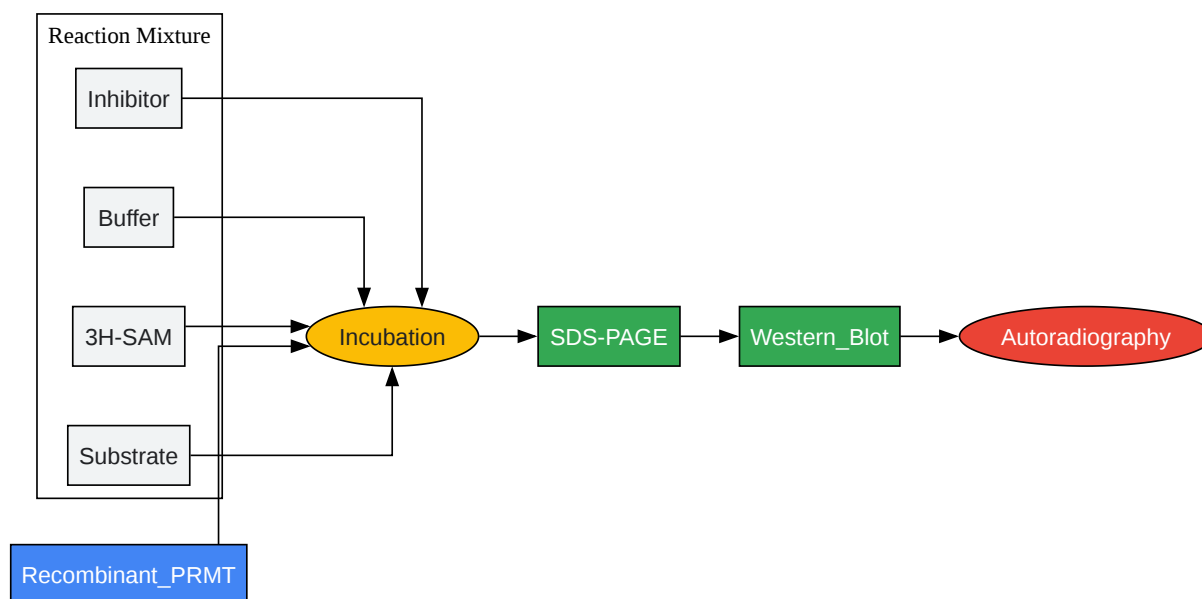 Reaction Mixture
Inhibitor
Buffer
3H-SAM
Incubation
SDS-PAGE
Western_Blot
Autoradiography
Substrate
Recombinant_PRMT